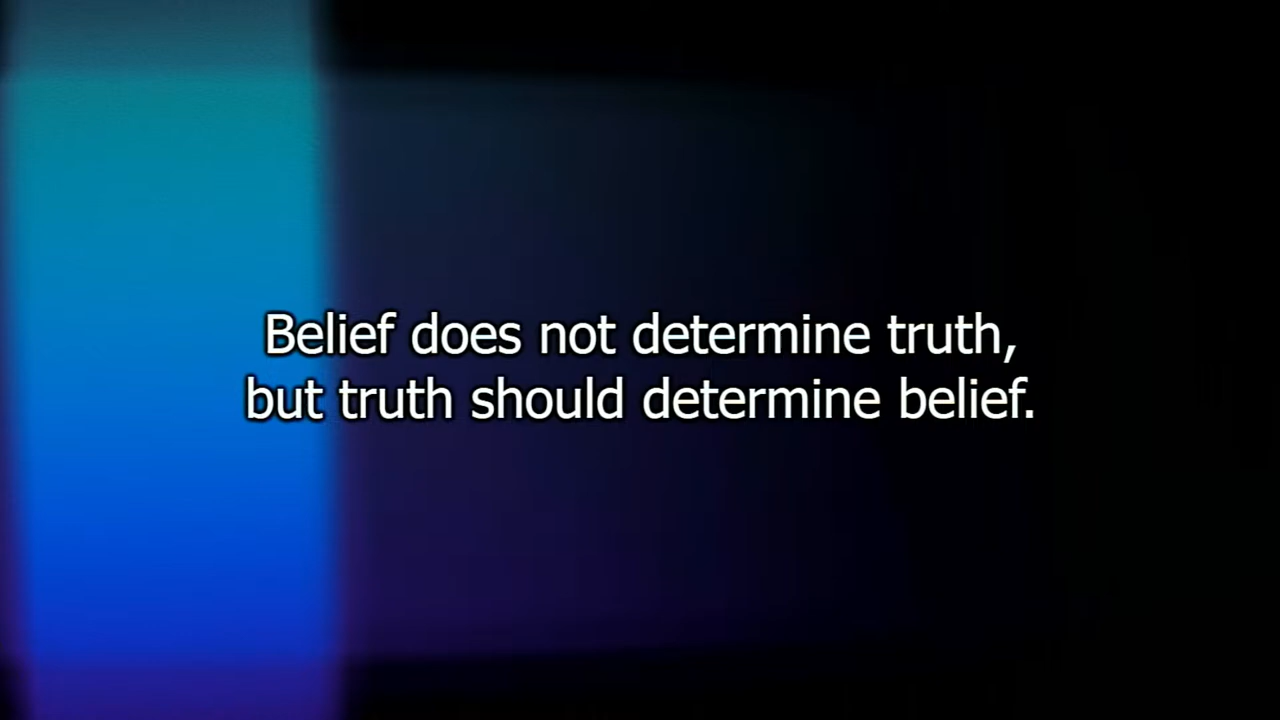 Belief does not determine truth,
but truth should determine belief.